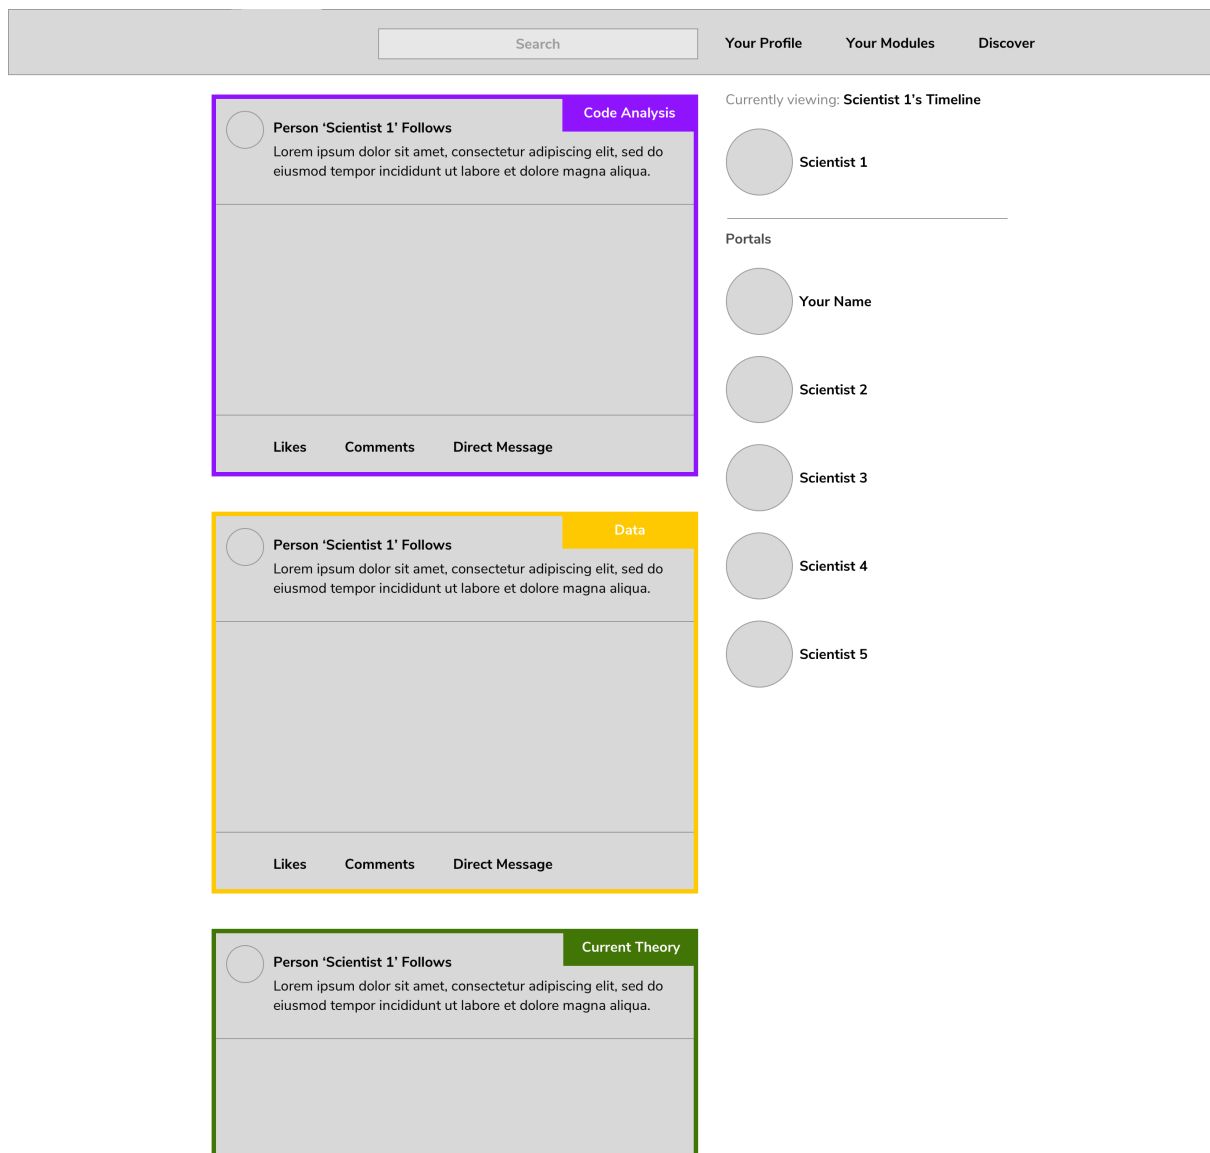 Search
Your Profile
Your Modules
Discover
Code Analysis
Person ‘Scientist 1’ Follows
Lorem ipsum dolor sit amet, consectetur adipiscing elit, sed do
eiusmod tempor incididunt ut labore et dolore magna aliqua.
Likes
Comments
Direct Message
Data
Person ‘Scientist 1’ Follows
Lorem ipsum dolor sit amet, consectetur adipiscing elit, sed do
eiusmod tempor incididunt ut labore et dolore magna aliqua.
Likes
Comments
Direct Message
Current Theory
Person ‘Scientist 1’ Follows
Lorem ipsum dolor sit amet, consectetur adipiscing elit, sed do
eiusmod tempor incididunt ut labore et dolore magna aliqua.
Currently viewing: Scientist 1’s Timeline
Scientist 1
Portals
Your Name
Scientist 2
Scientist 3
Scientist 4
Scientist 5